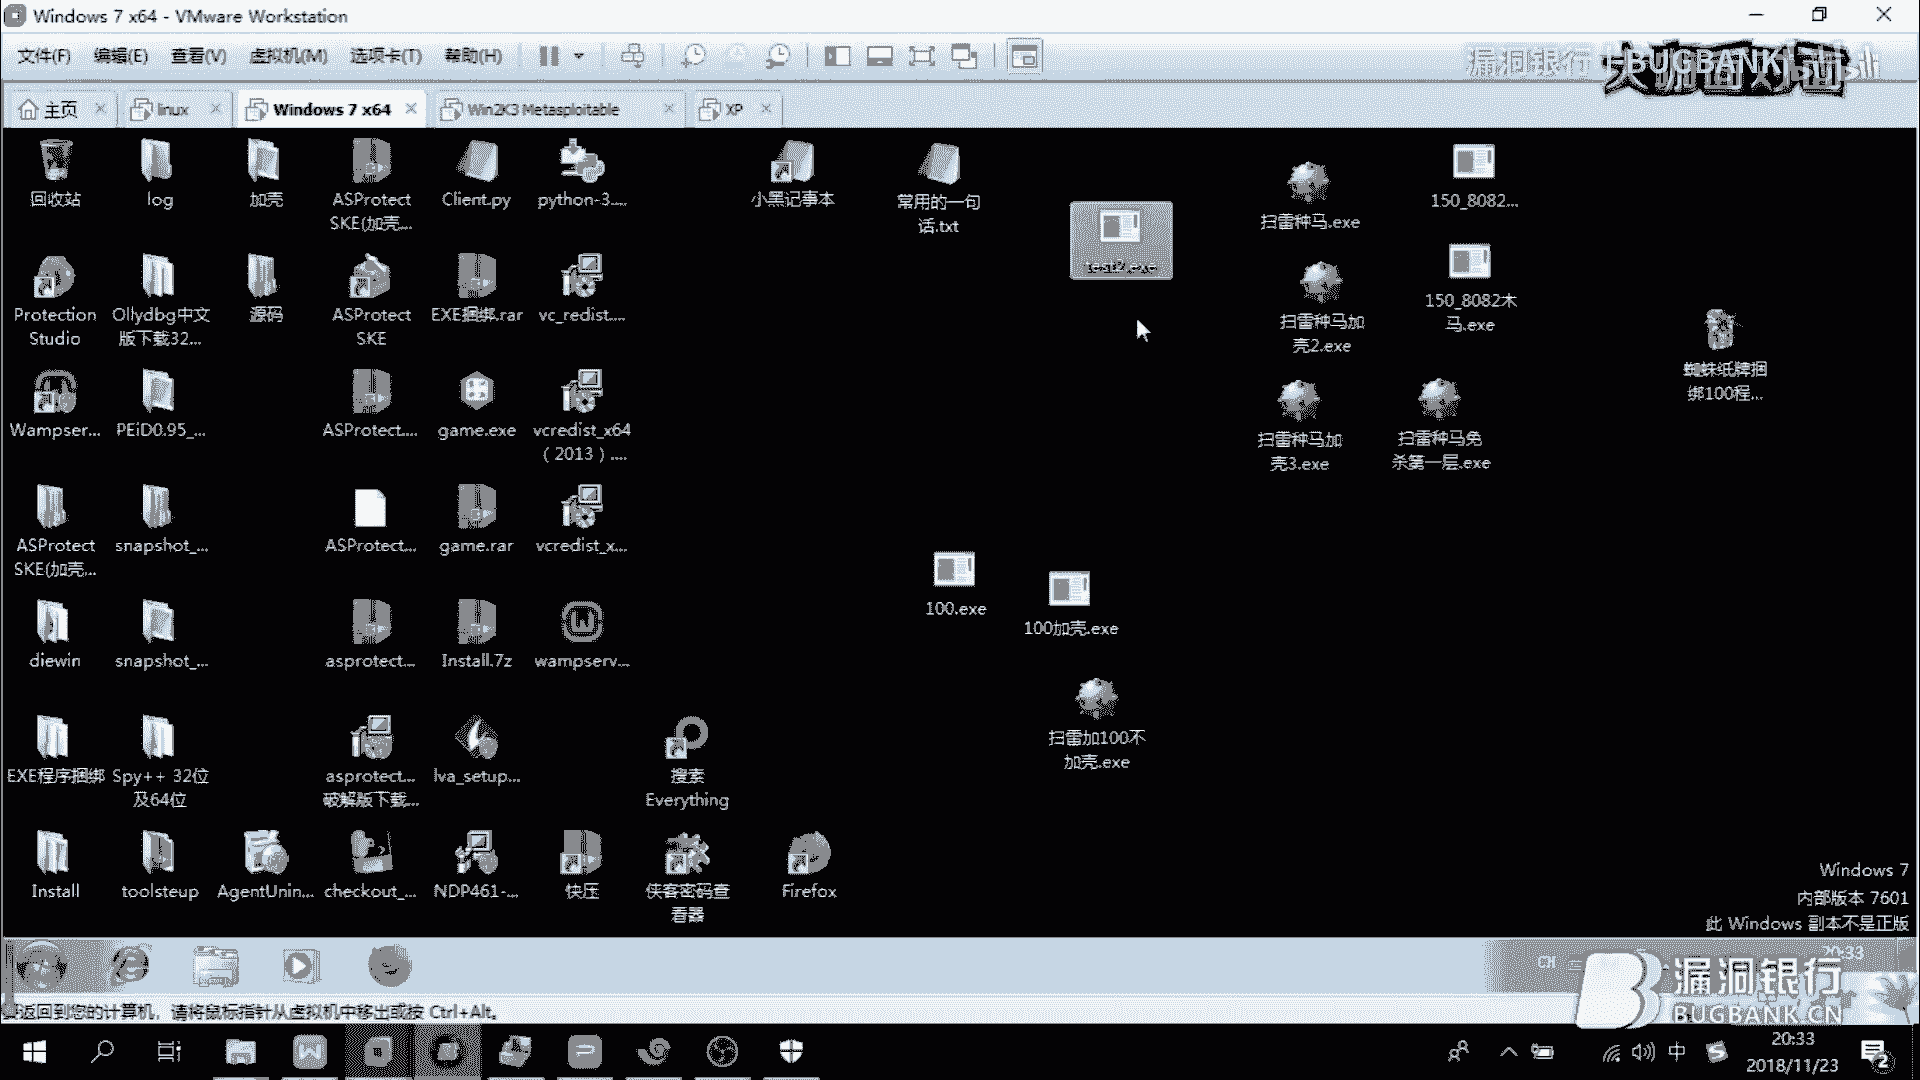 Windows 7 x64 - VMware Workstation
文件(F) 编辑(E) 查看(V) 虚拟机(M) 选项卡(T) 帮助(H)
漏洞银行 BUGBANK
大咖面对面
主页 linux Windows 7 x64 Win2K3 Metasploitable XP
回收站 log 加壳 ASProtect SKE(加壳... Client.py python-3.... 小黑记事本 常用的一句话.txt
test2.exe
扫雷种马.exe
150_8082...
Protection Studio Ollydbg中文版下载32... 源码 ASProtect SKE EXE捆绑.rar vc_redist....
扫雷种马加壳2.exe
150_8082木马.exe
蜘蛛纸牌捆绑100程...
Wampser... PEiD0.95_... ASProtect.... game.exe vcredist_x64（2013）....
扫雷种马加壳3.exe
扫雷种马免杀第一层.exe
ASProtect SKE(加壳... snapshot_... ASProtect... game.rar vcredist_x...
100.exe
100加壳.exe
diewin snapshot_... asprotect... Install.7z wampserv...
扫雷加100不加壳.exe
EXE程序捆绑 Spy++ 32位及64位 asprotect...破解版下载... lva_setup... 搜索 Everything
Install toolsteup AgentUnin... checkout_... NDP461-... 快压 侠客密码查看器 Firefox
Windows 7
内部版本 7601
此 Windows 副本不是正版
CH
20:33
漏洞银行
BUGBANK.CN
要返回到您的计算机，请将鼠标指针从虚拟机中移出或按 Ctrl+Alt。
中
20:33
2018/11/23
2